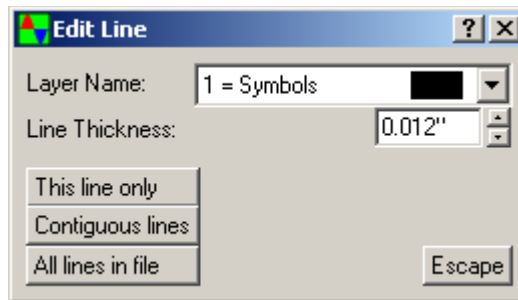 Edit Line
? ×
Layer Name: 1 = Symbols
Line Thickness: 0.012"
This line only
Contiguous lines
All lines in file
Escape